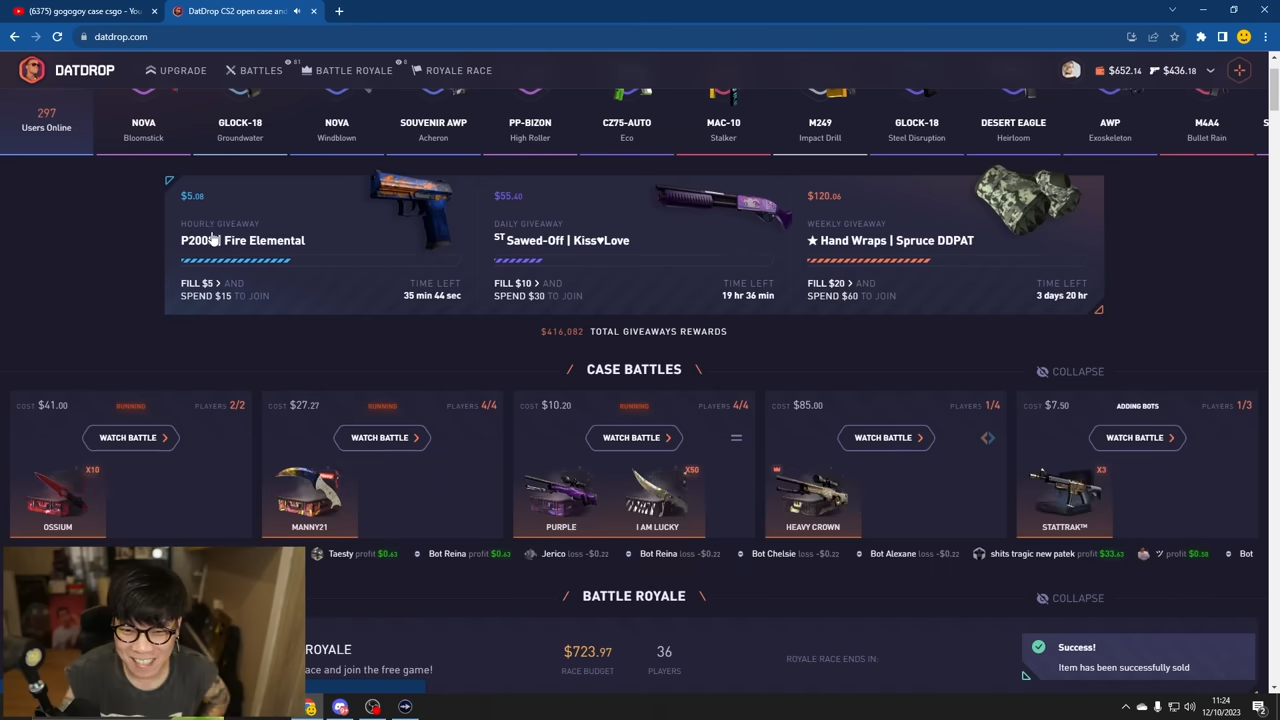 (6375) gogogoy case csgo - You
DatDrop CS2 open case and
datdrop.com
DATDROP
UPGRADE
BATTLES
81
BATTLE ROYALE
0
ROYALE RACE
$652.14
$436.18
297
Users Online
NOVA
Bloomstick
GLOCK-18
Groundwater
NOVA
Windblown
SOUVENIR AWP
Acheron
PP-BIZON
High Roller
CZ75-AUTO
Eco
MAC-10
Stalker
M249
Impact Drill
GLOCK-18
Steel Disruption
DESERT EAGLE
Heirloom
AWP
Exoskeleton
M4A4
Bullet Rain
$5.08
HOURLY GIVEAWAY
P2000 | Fire Elemental
FILL $5 > AND
SPEND $15 TO JOIN
TIME LEFT
35 min 44 sec
$55.40
DAILY GIVEAWAY
ST Sawed-Off | Kiss♥Love
FILL $10 > AND
SPEND $30 TO JOIN
TIME LEFT
19 hr 36 min
$120.06
WEEKLY GIVEAWAY
★ Hand Wraps | Spruce DDPAT
FILL $20 > AND
SPEND $60 TO JOIN
TIME LEFT
3 days 20 hr
$416,082 TOTAL GIVEAWAYS REWARDS
/ CASE BATTLES \
COLLAPSE
COST $41.00
RUNNING
PLAYERS 2/2
WATCH BATTLE >
X10
OSSIUM
COST $27.27
RUNNING
PLAYERS 4/4
WATCH BATTLE >
MANNY21
COST $10.20
RUNNING
PLAYERS 4/4
WATCH BATTLE >
PURPLE
X50
I AM LUCKY
COST $85.00
PLAYERS 1/4
WATCH BATTLE >
HEAVY CROWN
COST $7.50
ADDING BOTS
PLAYERS 1/3
WATCH BATTLE >
X3
STATTRAK™
Taesty profit $0.63
Bot Reina profit $0.63
Jerico loss -$0.22
Bot Reina loss -$0.22
Bot Chelsie loss -$0.22
Bot Alexane loss -$0.22
shits tragic new patek profit $33.63
ツ profit $0.58
Bot
/ BATTLE ROYALE \
COLLAPSE
ROYALE
ace and join the free game!
$723.97
RACE BUDGET
36
PLAYERS
ROYALE RACE ENDS IN:
Success!
Item has been successfully sold
11:24
12/10/2023
2